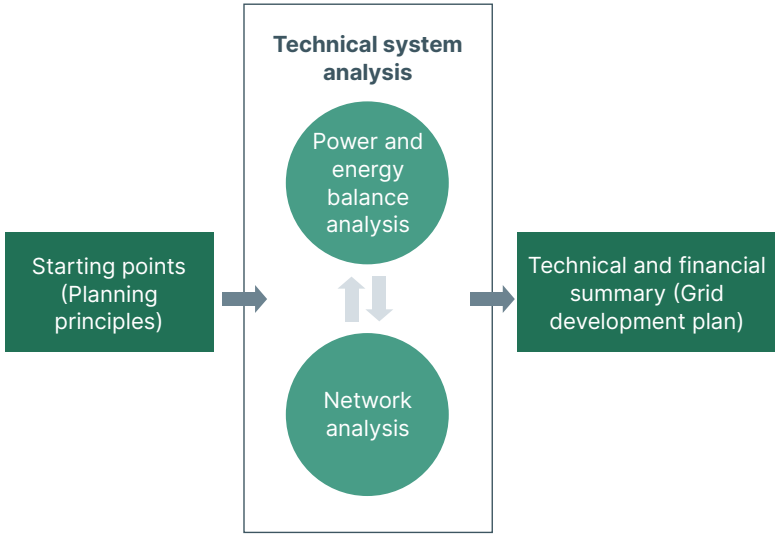 Technical system
analysis
Power and
energy
balance
analysis
Starting points
(Planning
principles)
Technical and financial
summary (Grid
development plan)
Network
analysis